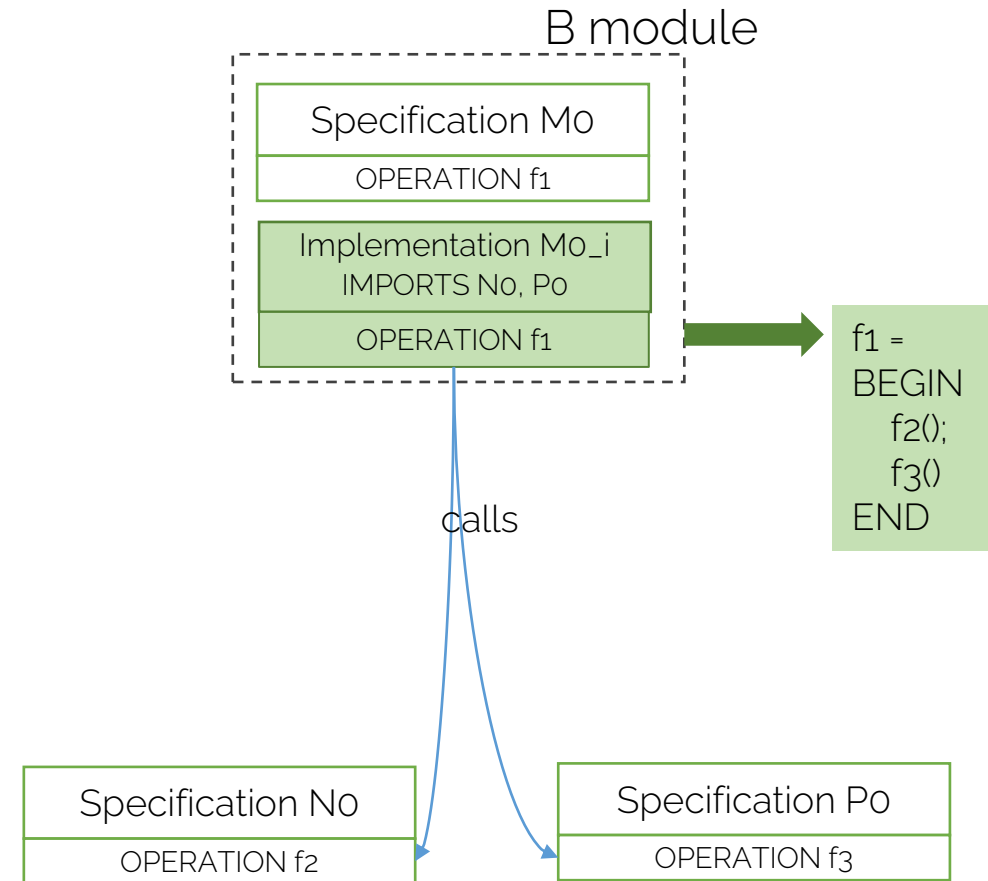 B module
Specification M0
OPERATION f1
Implementation M0_i
IMPORTS N0, P0
OPERATION f1
f1 =
BEGIN
f2();
f3()
END
calls
Specification N0
OPERATION f2
Specification P0
OPERATION f3